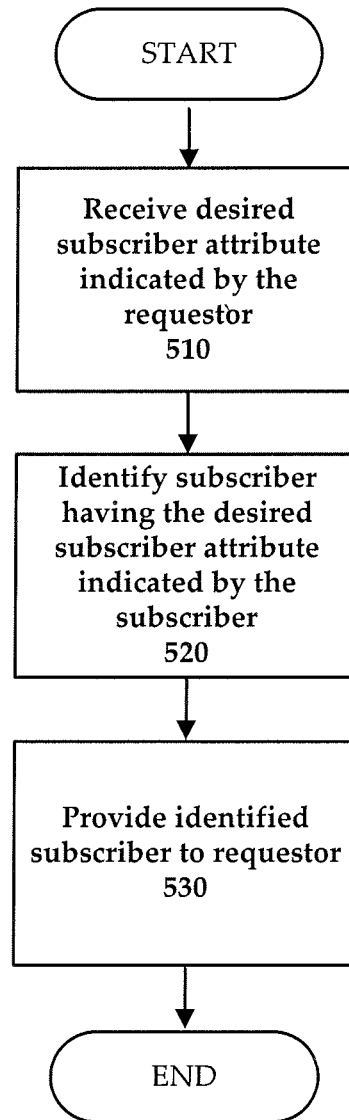 START
Receive desired
subscriber attribute
indicated by the
requestor
510
Identify subscriber
having the desired
subscriber attribute
indicated by the
subscriber
520
Provide identified
subscriber to requestor
530
END